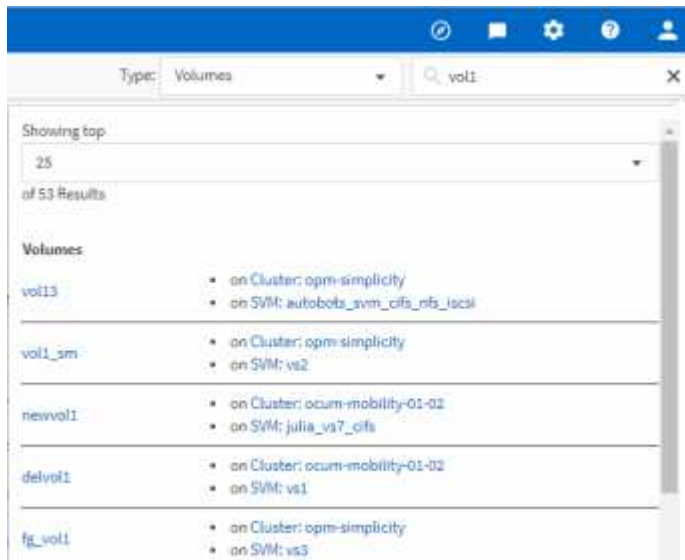 Type: Volumes vol1
Showing top
25
of 53 Results
Volumes
vol13
on Cluster: opm-simplicity
on SVM: autobots_svm_cifs_nfs_iscsi
vol1_sm
on Cluster: opm-simplicity
on SVM: vs2
newvol1
on Cluster: ocum-mobility-01-02
on SVM: julia_vs7_cifs
delvol1
on Cluster: ocum-mobility-01-02
on SVM: vs1
fg_vol1
on Cluster: opm-simplicity
on SVM: vs3